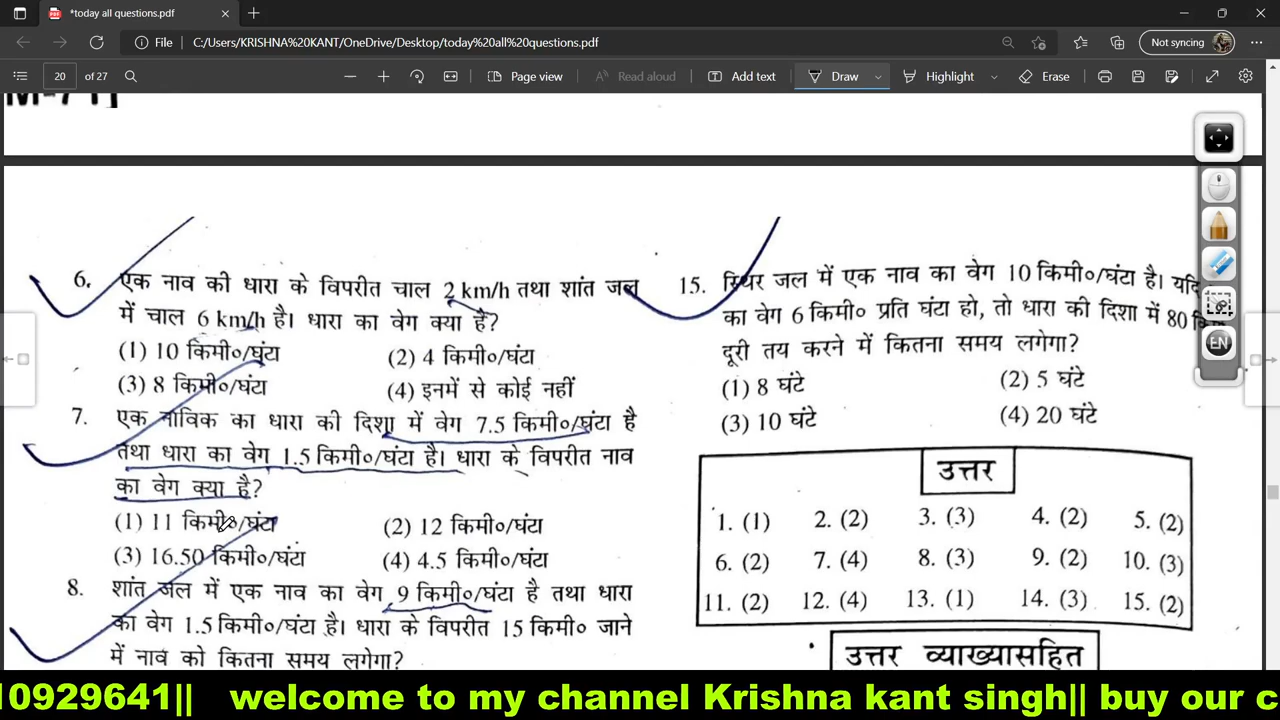 *today all questions.pdf
File C:/Users/KRISHNA%20KANT/OneDrive/Desktop/today%20all%20questions.pdf
Not syncing
20 of 27
Page view
Read aloud
Add text
Draw
Highlight
Erase
6. एक नाव की धारा के विपरीत चाल 2 km/h तथा शांत जल
में चाल 6 km/h है। धारा का वेग क्या है?
(1) 10 किमी०/घंटा (2) 4 किमी०/घंटा
(3) 8 किमी०/घंटा (4) इनमें से कोई नहीं
7. एक नाविक का धारा की दिशा में वेग 7.5 किमी०/घंटा है
तथा धारा का वेग 1.5 किमी०/घंटा है। धारा के विपरीत नाव
का वेग क्या है?
(1) 11 किमी०/घंटा (2) 12 किमी०/घंटा
(3) 16.50 किमी०/घंटा (4) 4.5 किमी०/घंटा
8. शांत जल में एक नाव का वेग 9 किमी०/घंटा है तथा धारा
का वेग 1.5 किमी०/घंटा है। धारा के विपरीत 15 किमी० जाने
में नाव को कितना समय लगेगा?
15. स्थिर जल में एक नाव का वेग 10 किमी०/घंटा है। यदि
का वेग 6 किमी० प्रति घंटा हो, तो धारा की दिशा में 80
दूरी तय करने में कितना समय लगेगा?
(1) 8 घंटे (2) 5 घंटे
(3) 10 घंटे (4) 20 घंटे
उत्तर
1. (1) 2. (2) 3. (3) 4. (2) 5. (2)
6. (2) 7. (4) 8. (3) 9. (2) 10. (3)
11. (2) 12. (4) 13. (1) 14. (3) 15. (2)
उत्तर व्याख्यासहित
EN
10929641|| welcome to my channel Krishna kant singh|| buy our c